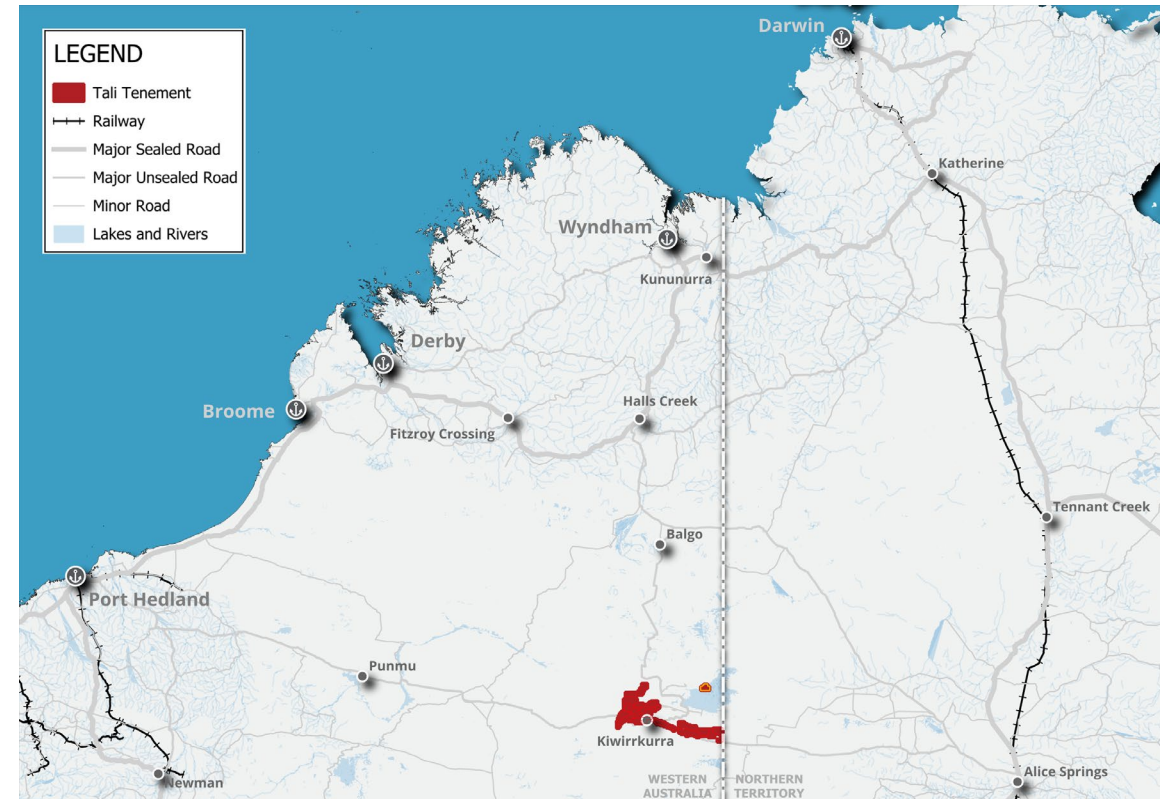 LEGEND
Tali Tenement
Railway
Major Sealed Road
Major Unsealed Road
Minor Road
Lakes and Rivers
Darwin
Katherine
Wyndham
Kununurra
Derby
Broome
Halls Creek
Fitzroy Crossing
Tennant Creek
Balgo
Port Hedland
Punmu
Kiwirrkurra
Newman
Alice Springs
WESTERN
AUSTRALIA
NORTHERN
TERRITORY